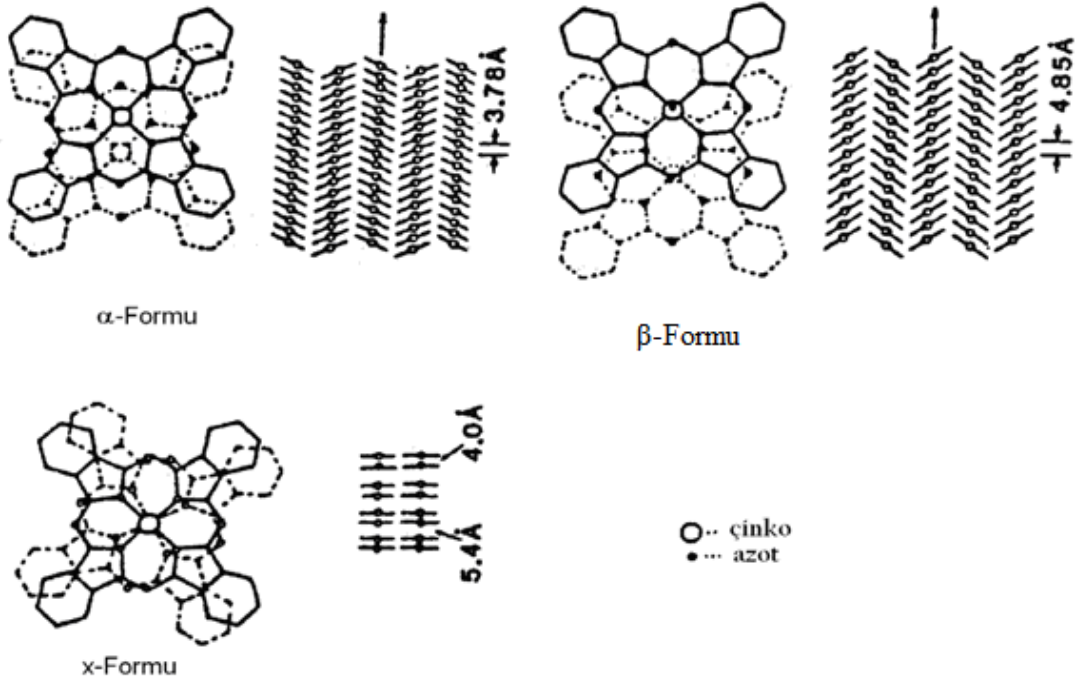 3.78Å
4.85Å
α-Formu
β-Formu
4.0Å
5.4Å
çinko
azot
x-Formu